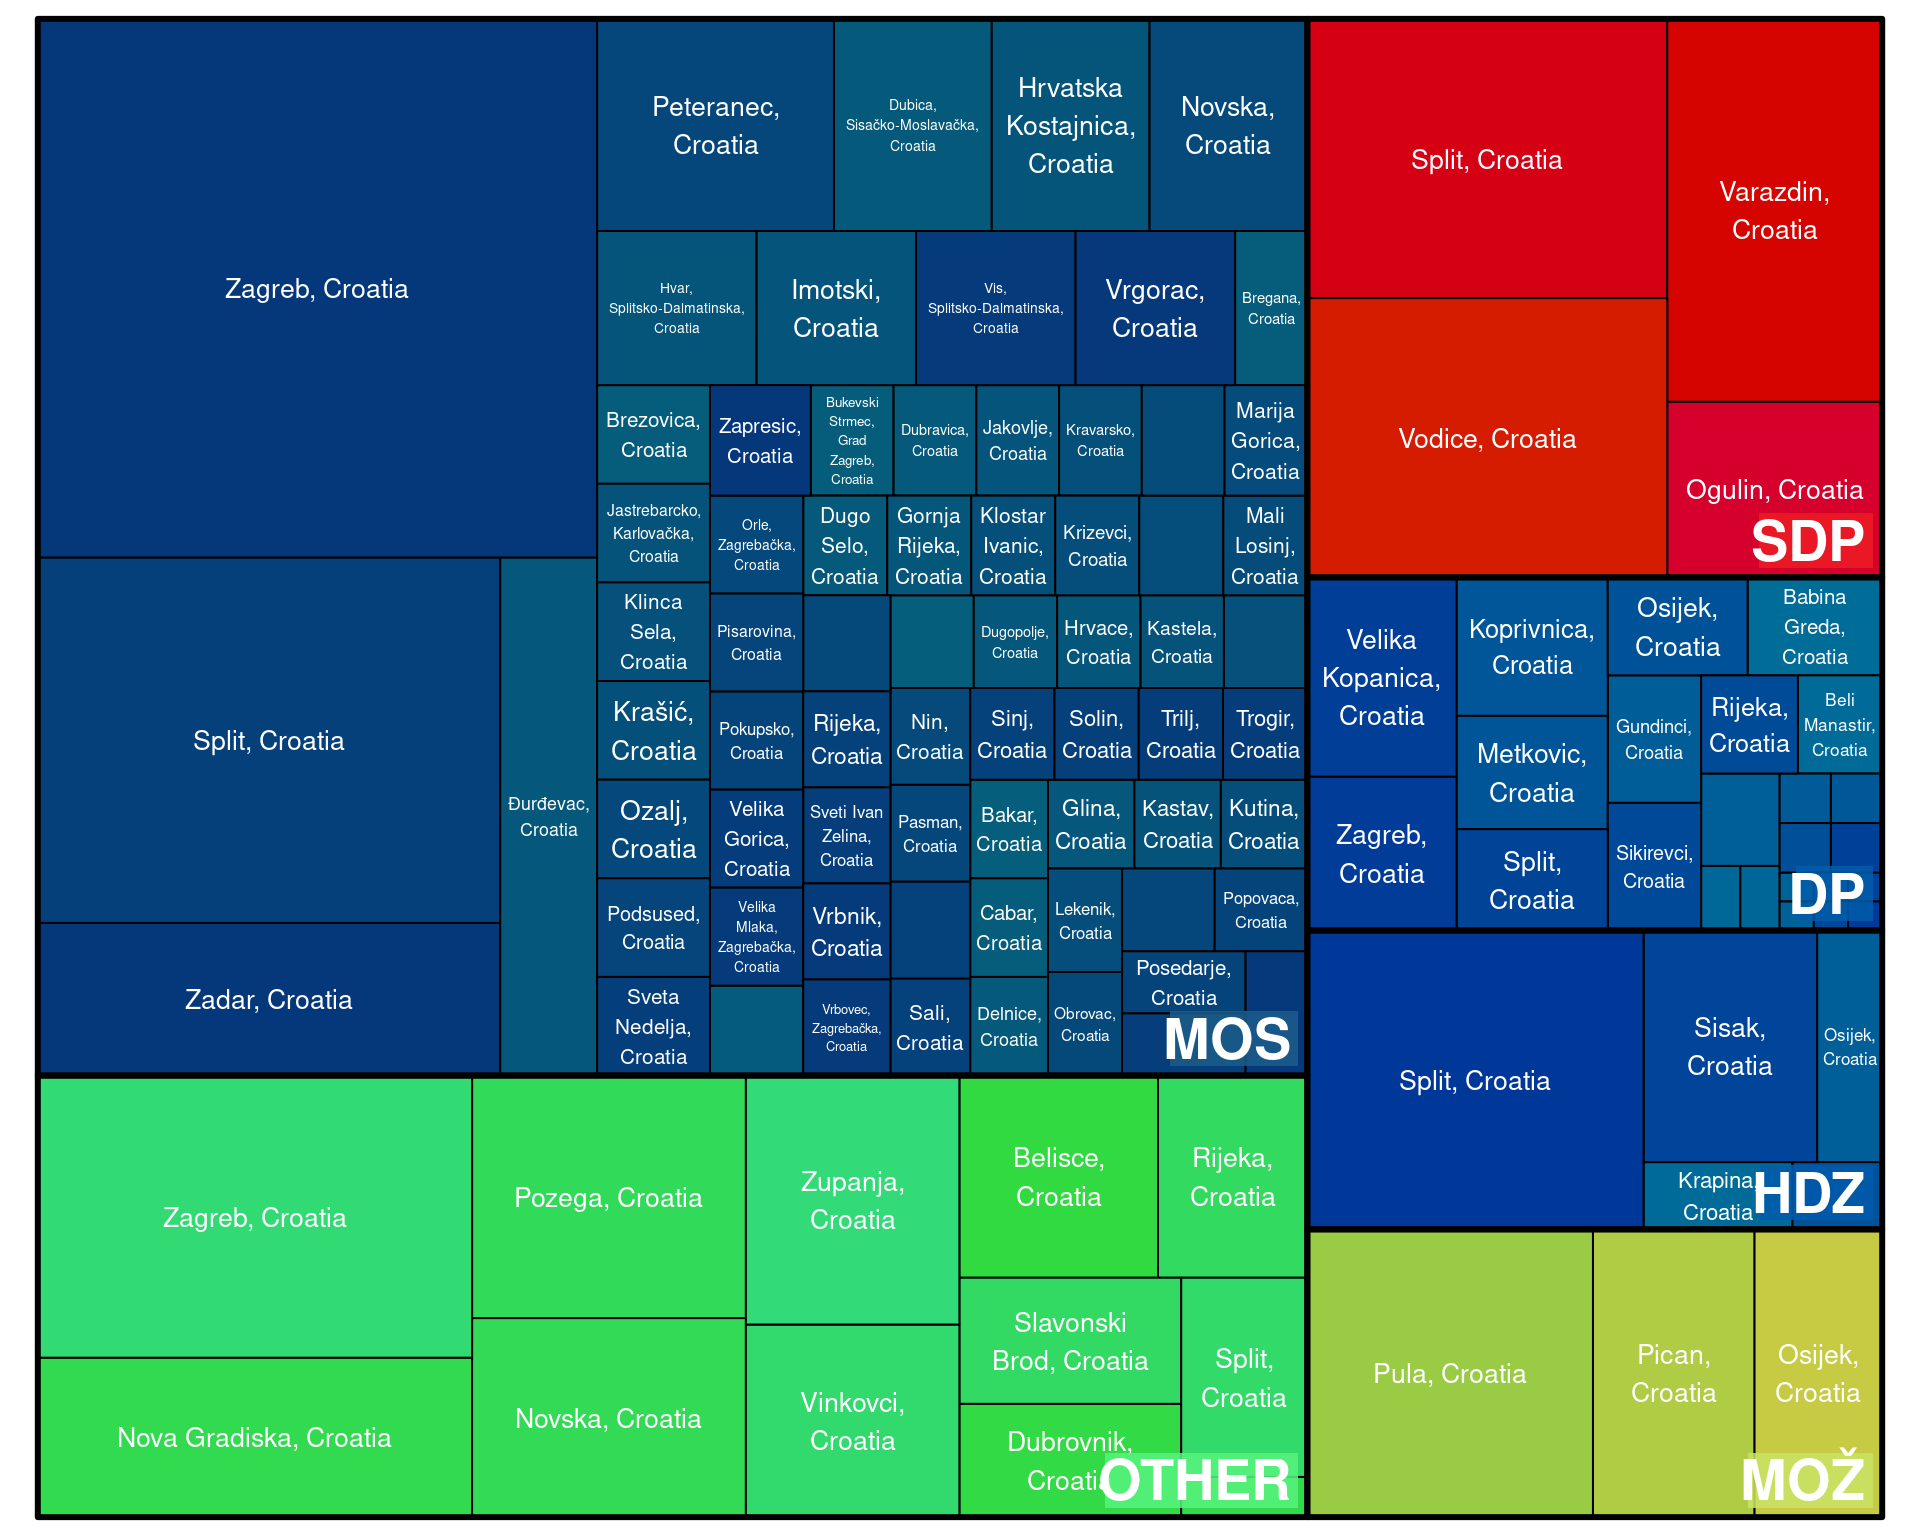 Zagreb, Croatia
Split, Croatia
Đurđevac,
Croatia
Zadar, Croatia
Peteranec,
Croatia
Dubica,
Sisačko-Moslavačka,
Croatia
Hrvatska
Kostajnica,
Croatia
Novska,
Croatia
Hvar,
Splitsko-Dalmatinska,
Croatia
Imotski,
Croatia
Vis,
Splitsko-Dalmatinska,
Croatia
Vrgorac,
Croatia
Bregana,
Croatia
Brezovica,
Croatia
Zapresic,
Croatia
Bukevski
Strmec,
Grad
Zagreb,
Croatia
Dubravica,
Croatia
Jakovlje,
Croatia
Kravarsko,
Croatia
Marija
Gorica,
Croatia
Jastrebarcko,
Karlovačka,
Croatia
Orle,
Zagrebačka,
Croatia
Dugo
Selo,
Croatia
Gornja
Rijeka,
Croatia
Klostar
Ivanic,
Croatia
Krizevci,
Croatia
Mali
Losinj,
Croatia
Klinca
Sela,
Croatia
Pisarovina,
Croatia
Dugopolje,
Croatia
Hrvace,
Croatia
Kastela,
Croatia
Krašić,
Croatia
Pokupsko,
Croatia
Rijeka,
Croatia
Nin,
Croatia
Sinj,
Croatia
Solin,
Croatia
Trilj,
Croatia
Trogir,
Croatia
Ozalj,
Croatia
Velika
Gorica,
Croatia
Sveti Ivan
Zelina,
Croatia
Pasman,
Croatia
Bakar,
Croatia
Glina,
Croatia
Kastav,
Croatia
Kutina,
Croatia
Podsused,
Croatia
Velika
Mlaka,
Zagrebačka,
Croatia
Vrbnik,
Croatia
Cabar,
Croatia
Lekenik,
Croatia
Popovaca,
Croatia
Sveta
Nedelja,
Croatia
Vrbovec,
Zagrebačka,
Croatia
Sali,
Croatia
Delnice,
Croatia
Obrovac,
Croatia
Posedarje,
Croatia
MOS
Split, Croatia
Varazdin,
Croatia
Vodice, Croatia
Ogulin, Croatia
SDP
Velika
Kopanica,
Croatia
Koprivnica,
Croatia
Osijek,
Croatia
Babina
Greda,
Croatia
Metkovic,
Croatia
Gundinci,
Croatia
Rijeka,
Croatia
Beli
Manastir,
Croatia
Zagreb,
Croatia
Split,
Croatia
Sikirevci,
Croatia
DP
Split, Croatia
Sisak,
Croatia
Osijek,
Croatia
Krapina,
Croatia
HDZ
Zagreb, Croatia
Pozega, Croatia
Zupanja,
Croatia
Belisce,
Croatia
Rijeka,
Croatia
Nova Gradiska, Croatia
Novska, Croatia
Vinkovci,
Croatia
Slavonski
Brod, Croatia
Split,
Croatia
Dubrovnik,
Croatia
OTHER
Pula, Croatia
Pican,
Croatia
Osijek,
Croatia
MOŽ